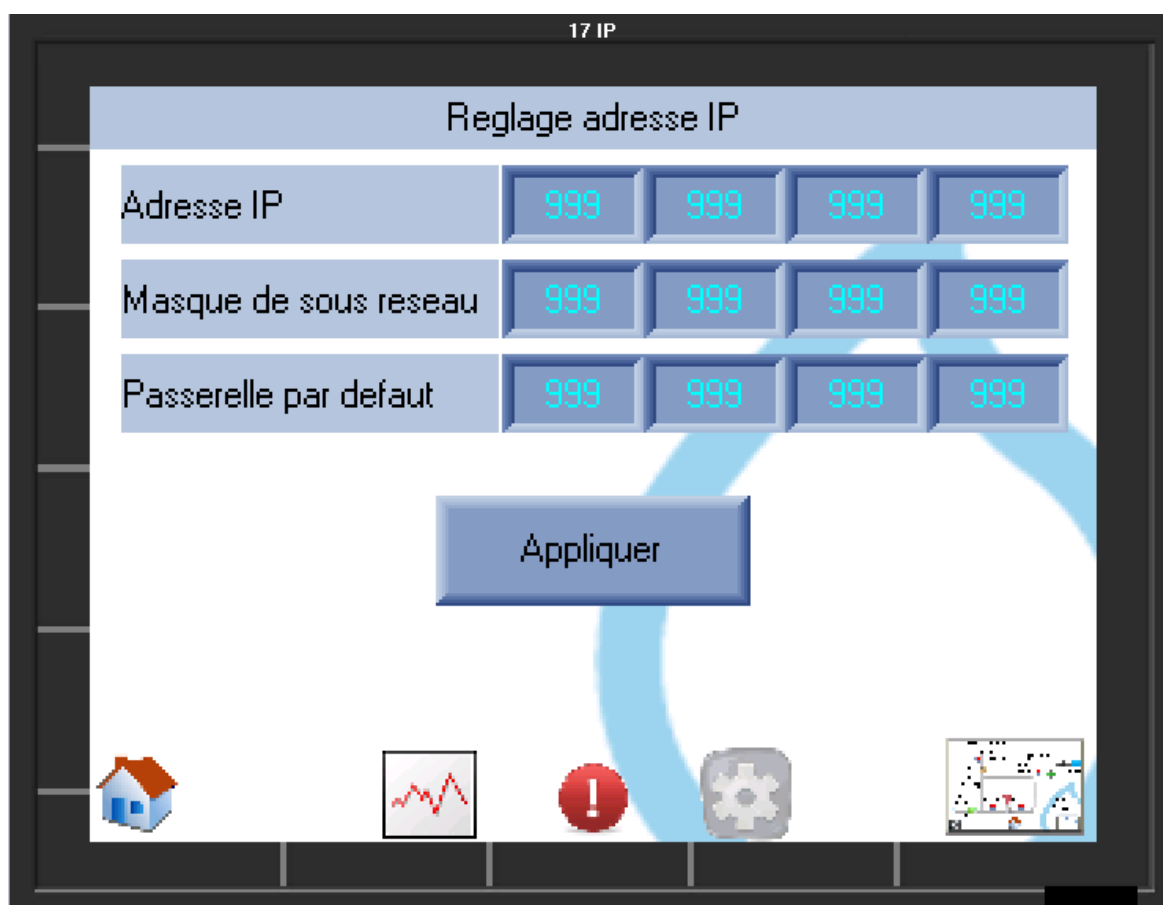 17 IP
Reglage adresse IP
Adresse IP 999 999 999 999
Masque de sous reseau 999 999 999 999
Passerelle par defaut 999 999 999 999
Appliquer